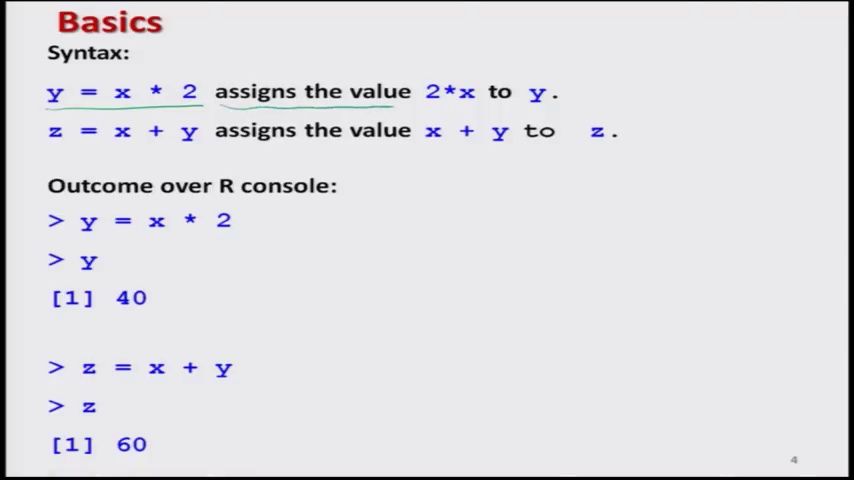 Basics
Syntax:
y = x * 2 assigns the value 2*x to y.
z = x + y assigns the value x + y to z.
Outcome over R console:
> y = x * 2
> y
[1] 40
> z = x + y
> z
[1] 60
4